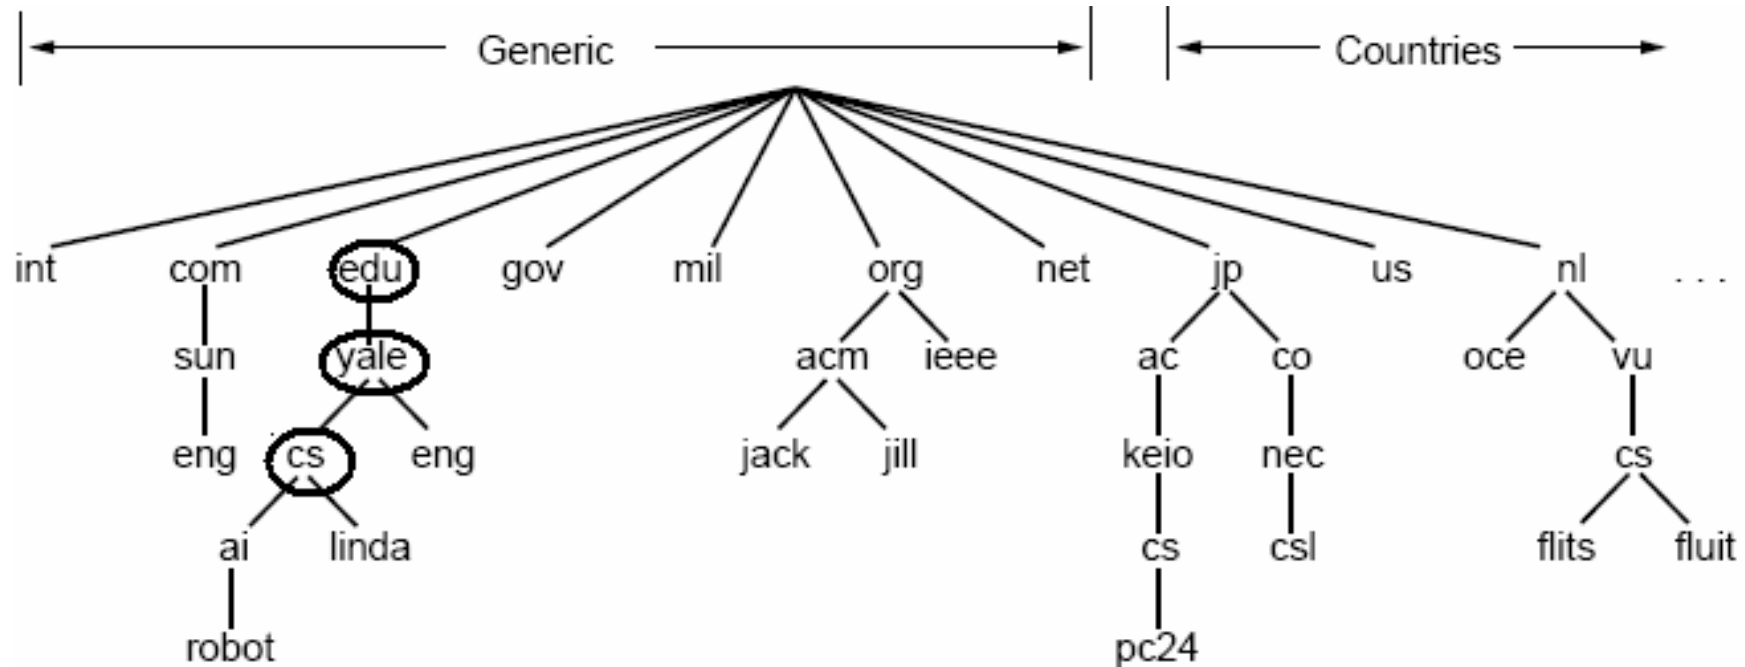 Generic Countries
int com edu gov mil org net jp us nl . . .
sun yale acm ieee ac co oce vu
eng cs eng jack jill keio nec cs
ai linda cs csl flits fluit
robot pc24